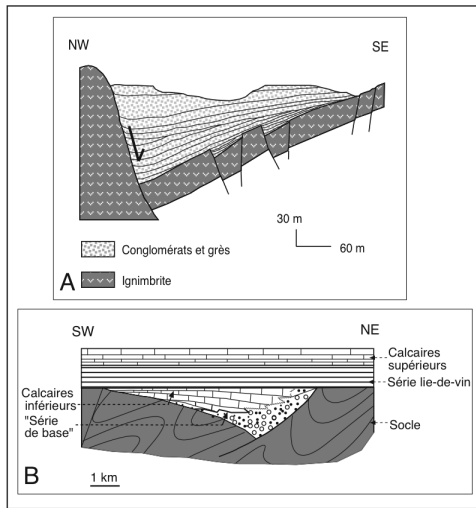 NW
SE
30 m
60 m
Conglomérats et grès
Ignimbrite
A
SW
NE
Calcaires
supérieurs
Calcaires
inférieurs
"Série
de base"
Série lie-de-vin
Socle
B
1 km